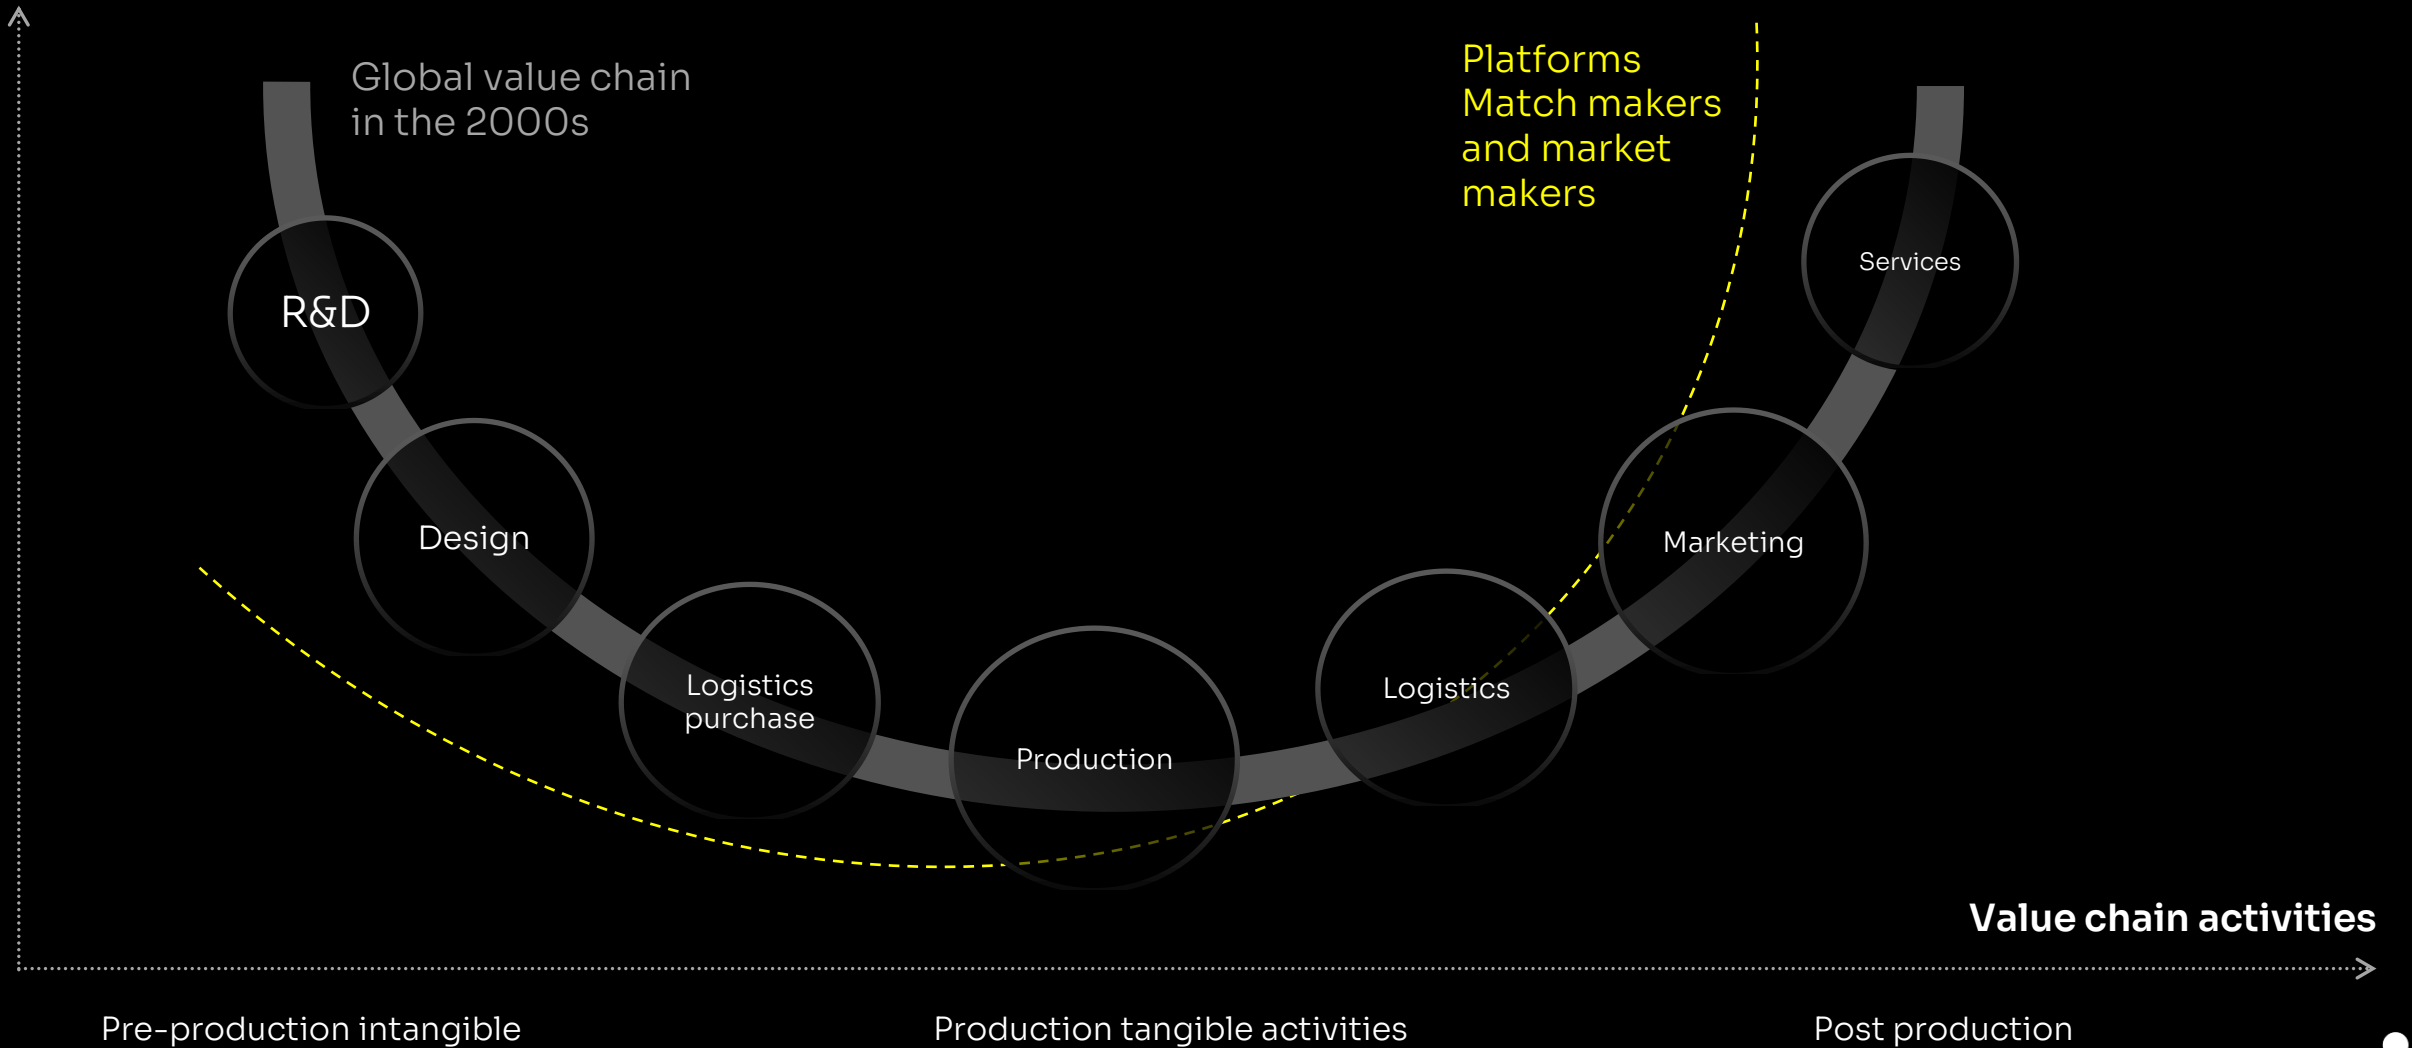 Global value chain
in the 2000s
Platforms
Match makers
and market
makers
R&D
Design
Logistics
purchase
Production
Logistics
Marketing
Services
Value chain activities
Pre-production intangible
Production tangible activities
Post production